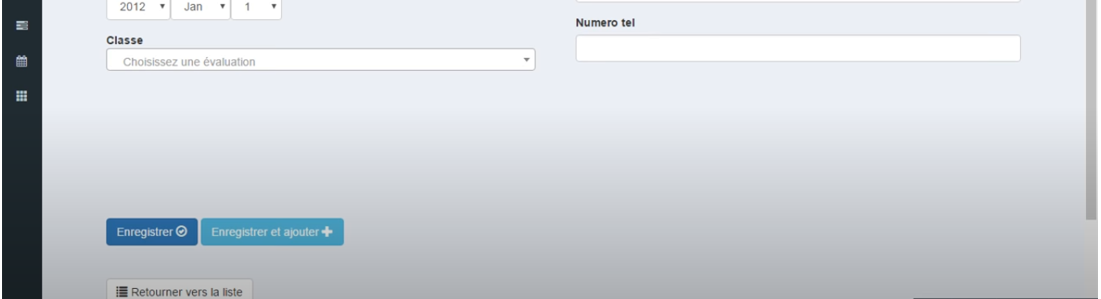 2012 Jan 1
Numero tel
Classe
Choisissez une évaluation
Enregistrer
Enregistrer et ajouter
Retourner vers la liste